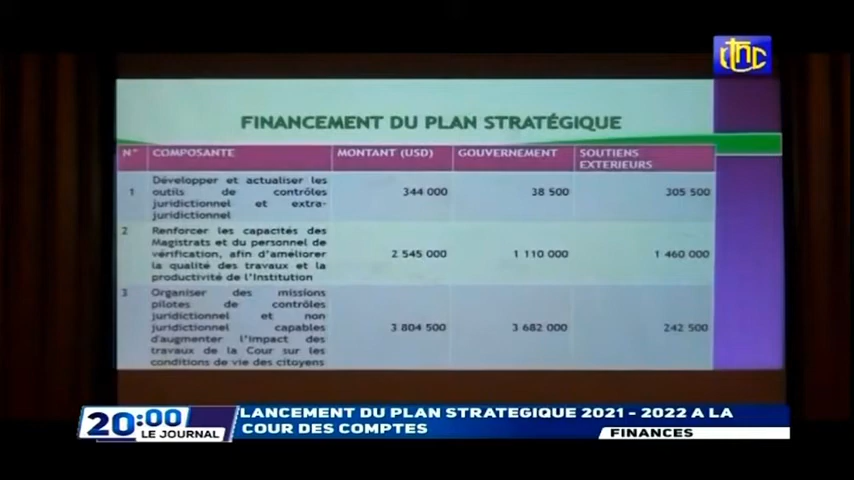 rtnc
FINANCEMENT DU PLAN STRATÉGIQUE
N° COMPOSANTE MONTANT (USD) GOUVERNEMENT SOUTIENS
EXTERIEURS
1 Développer et actualiser les
outils de contrôles
juridictionnel et extra-
juridictionnel
344 000 38 500 305 500
2 Renforcer les capacités des
Magistrats et du personnel de
vérification, afin d'améliorer
la qualité des travaux et la
productivité de l'Institution
2 545 000 1 110 000 1 460 000
3 Organiser des missions
pilotes de contrôles
juridictionnel et non
juridictionnel capables
d'augmenter l'impact des
travaux de la Cour sur les
conditions de vie des citoyens
3 804 500 3 682 000 242 500
20:00
LE JOURNAL
LANCEMENT DU PLAN STRATEGIQUE 2021 - 2022 A LA
COUR DES COMPTES
FINANCES